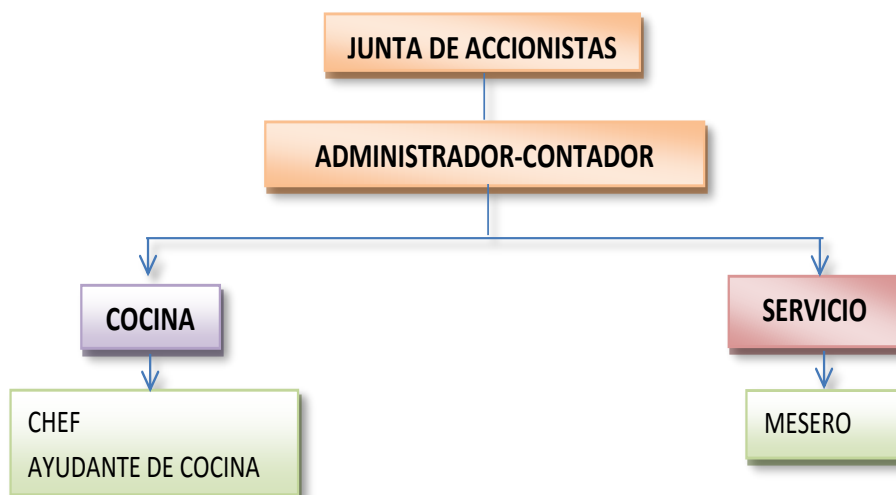 JUNTA DE ACCIONISTAS
ADMINISTRADOR-CONTADOR
COCINA
SERVICIO
CHEF
AYUDANTE DE COCINA
MESERO